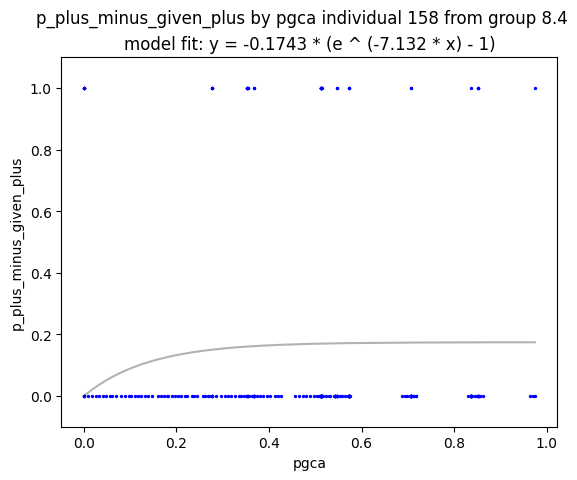 p_plus_minus_given_plus by pgca individual 158 from group 8.4
model fit: y = -0.1743 * (e ^ (-7.132 * x) - 1)
1.0
0.8
0.6
0.4
0.2
0.0
p_plus_minus_given_plus
0.0 0.2 0.4 0.6 0.8 1.0
pgca